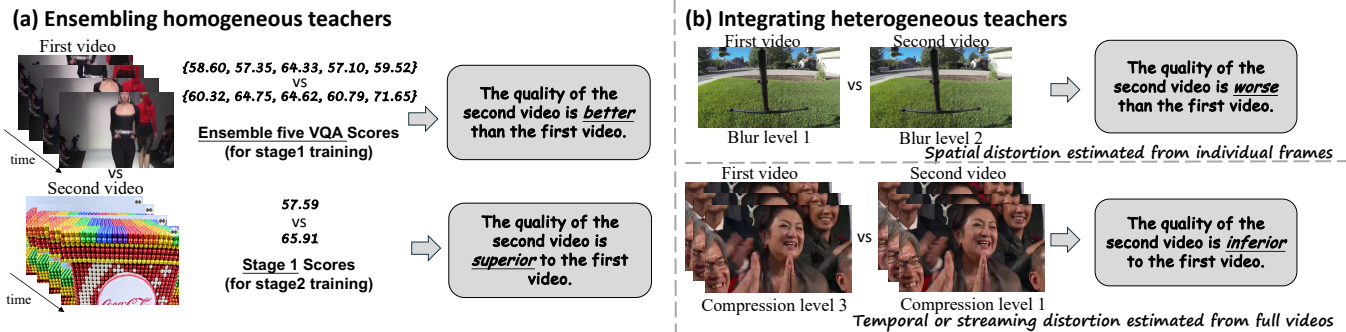 (a) Ensembling homogeneous teachers
First video
time
vs
Second video
time
{58.60, 57.35, 64.33, 57.10, 59.52}
vs
{60.32, 64.75, 64.62, 60.79, 71.65}
Ensemble five VQA Scores
(for stage1 training)
The quality of the
second video is better
than the first video.
57.59
vs
65.91
Stage 1 Scores
(for stage2 training)
The quality of the
second video is
superior to the first
video.
(b) Integrating heterogeneous teachers
First video
Second video
vs
Blur level 1
Blur level 2
The quality of the
second video is worse
than the first video.
Spatial distortion estimated from individual frames
First video
Second video
vs
Compression level 3
Compression level 1
The quality of the
second video is inferior
to the first video.
Temporal or streaming distortion estimated from full videos